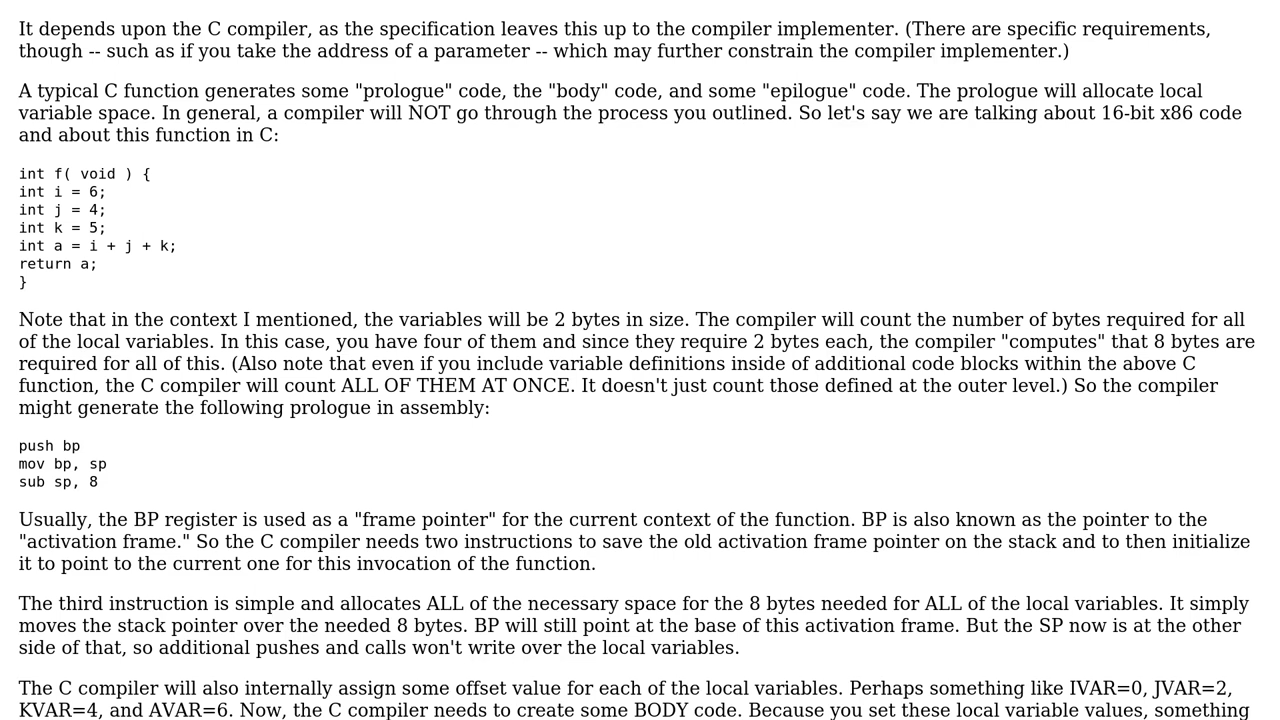 It depends upon the C compiler, as the specification leaves this up to the compiler implementer. (There are specific requirements,
though -- such as if you take the address of a parameter -- which may further constrain the compiler implementer.)
A typical C function generates some "prologue" code, the "body" code, and some "epilogue" code. The prologue will allocate local
variable space. In general, a compiler will NOT go through the process you outlined. So let's say we are talking about 16-bit x86 code
and about this function in C:
int f( void ) {
int i = 6;
int j = 4;
int k = 5;
int a = i + j + k;
return a;
}
Note that in the context I mentioned, the variables will be 2 bytes in size. The compiler will count the number of bytes required for all
of the local variables. In this case, you have four of them and since they require 2 bytes each, the compiler "computes" that 8 bytes are
required for all of this. (Also note that even if you include variable definitions inside of additional code blocks within the above C
function, the C compiler will count ALL OF THEM AT ONCE. It doesn't just count those defined at the outer level.) So the compiler
might generate the following prologue in assembly:
push bp
mov bp, sp
sub sp, 8
Usually, the BP register is used as a "frame pointer" for the current context of the function. BP is also known as the pointer to the
"activation frame." So the C compiler needs two instructions to save the old activation frame pointer on the stack and to then initialize
it to point to the current one for this invocation of the function.
The third instruction is simple and allocates ALL of the necessary space for the 8 bytes needed for ALL of the local variables. It simply
moves the stack pointer over the needed 8 bytes. BP will still point at the base of this activation frame. But the SP now is at the other
side of that, so additional pushes and calls won't write over the local variables.
The C compiler will also internally assign some offset value for each of the local variables. Perhaps something like IVAR=0, JVAR=2,
KVAR=4, and AVAR=6. Now, the C compiler needs to create some BODY code. Because you set these local variable values, something